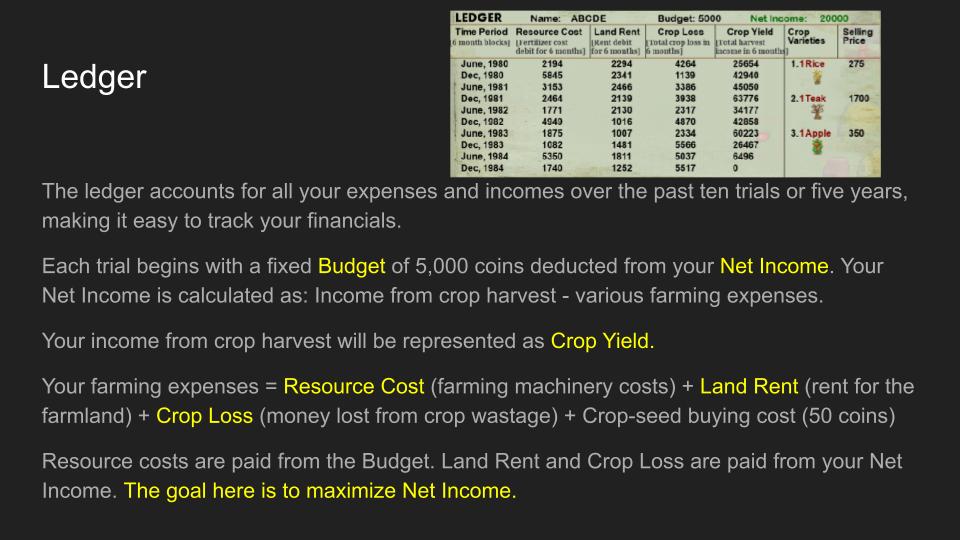 LEDGER Name: ABCDE Budget: 5000 Net Income: 20000
Time Period Resource Cost Land Rent Crop Loss Crop Yield Crop Varieties Selling Price
[6 month blocks] [Fertilizer cost debit for 6 months] [Rent debit for 6 months] [Total crop loss in 6 months] [Total harvest income in 6 months]
June, 1980 2194 2294 4264 25654 1.1Rice 275
Dec, 1980 5845 2341 1139 42940
June, 1981 3153 2466 3386 45050
Dec, 1981 2464 2139 3938 63776 2.1Teak 1700
June, 1982 1771 2130 2317 34177
Dec, 1982 4949 1016 4870 42858
June, 1983 1875 1007 2334 60223 3.1Apple 350
Dec, 1983 1082 1481 5566 26467
June, 1984 5350 1811 5037 6496
Dec, 1984 1740 1252 5517 0
Ledger
The ledger accounts for all your expenses and incomes over the past ten trials or five years,
making it easy to track your financials.
Each trial begins with a fixed Budget of 5,000 coins deducted from your Net Income. Your
Net Income is calculated as: Income from crop harvest - various farming expenses.
Your income from crop harvest will be represented as Crop Yield.
Your farming expenses = Resource Cost (farming machinery costs) + Land Rent (rent for the
farmland) + Crop Loss (money lost from crop wastage) + Crop-seed buying cost (50 coins)
Resource costs are paid from the Budget. Land Rent and Crop Loss are paid from your Net
Income. The goal here is to maximize Net Income.